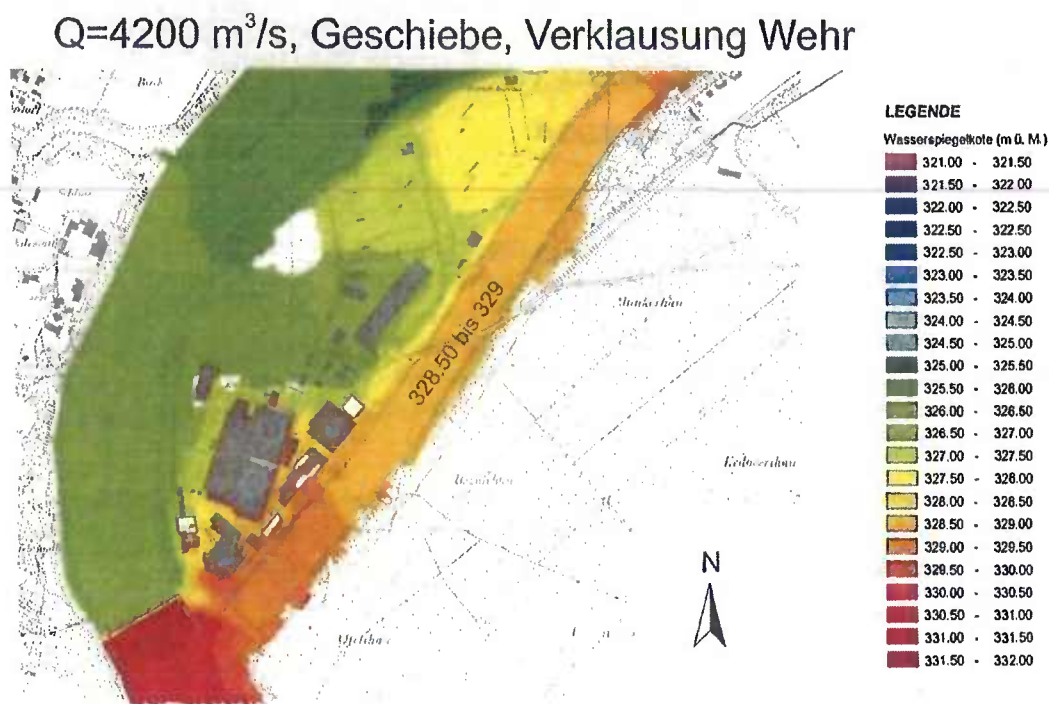 Q=4200 m³/s, Geschiebe, Verklausung Wehr
LEGENDE
Wasserspiegelkote (m ü. M.)
321.00 - 321.50
321.50 - 322.00
322.00 - 322.50
322.50 - 322.50
322.50 - 323.00
323.00 - 323.50
323.50 - 324.00
324.00 - 324.50
324.50 - 325.00
325.00 - 325.50
325.50 - 326.00
326.00 - 326.50
326.50 - 327.00
327.00 - 327.50
327.50 - 328.00
328.00 - 328.50
328.50 - 329.00
329.00 - 329.50
329.50 - 330.00
330.00 - 330.50
330.50 - 331.00
331.00 - 331.50
331.50 - 332.00
328.50 bis 329
N